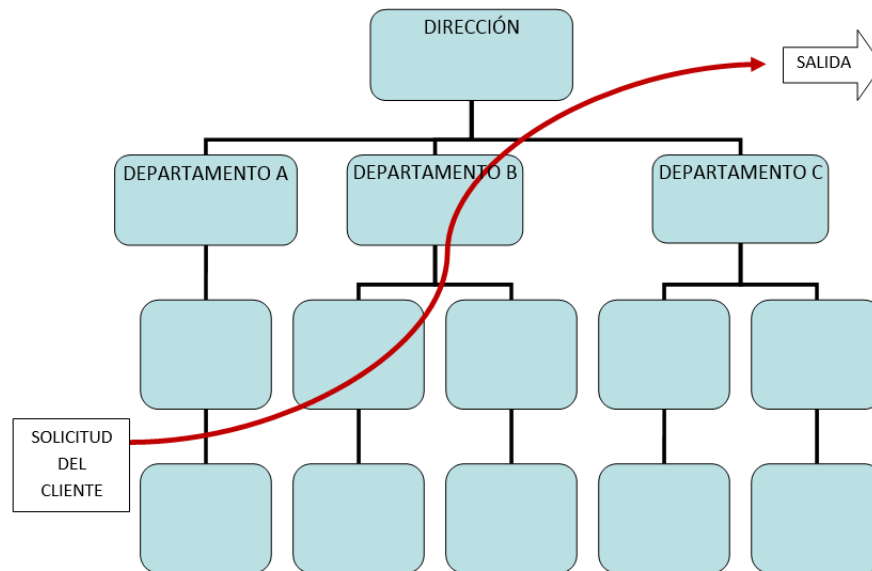 DIRECCIÓN
SALIDA
DEPARTAMENTO A
DEPARTAMENTO B
DEPARTAMENTO C
SOLICITUD
DEL
CLIENTE